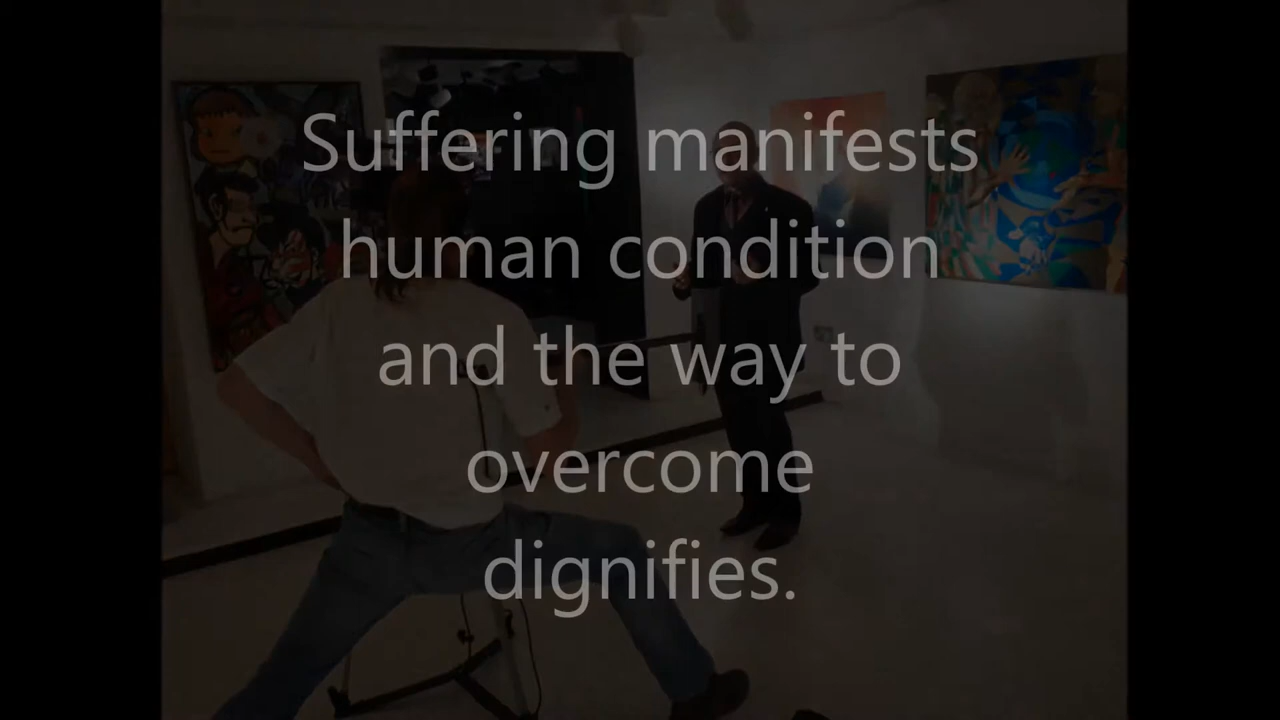 Suffering manifests
human condition
and the way to
overcome
dignifies.